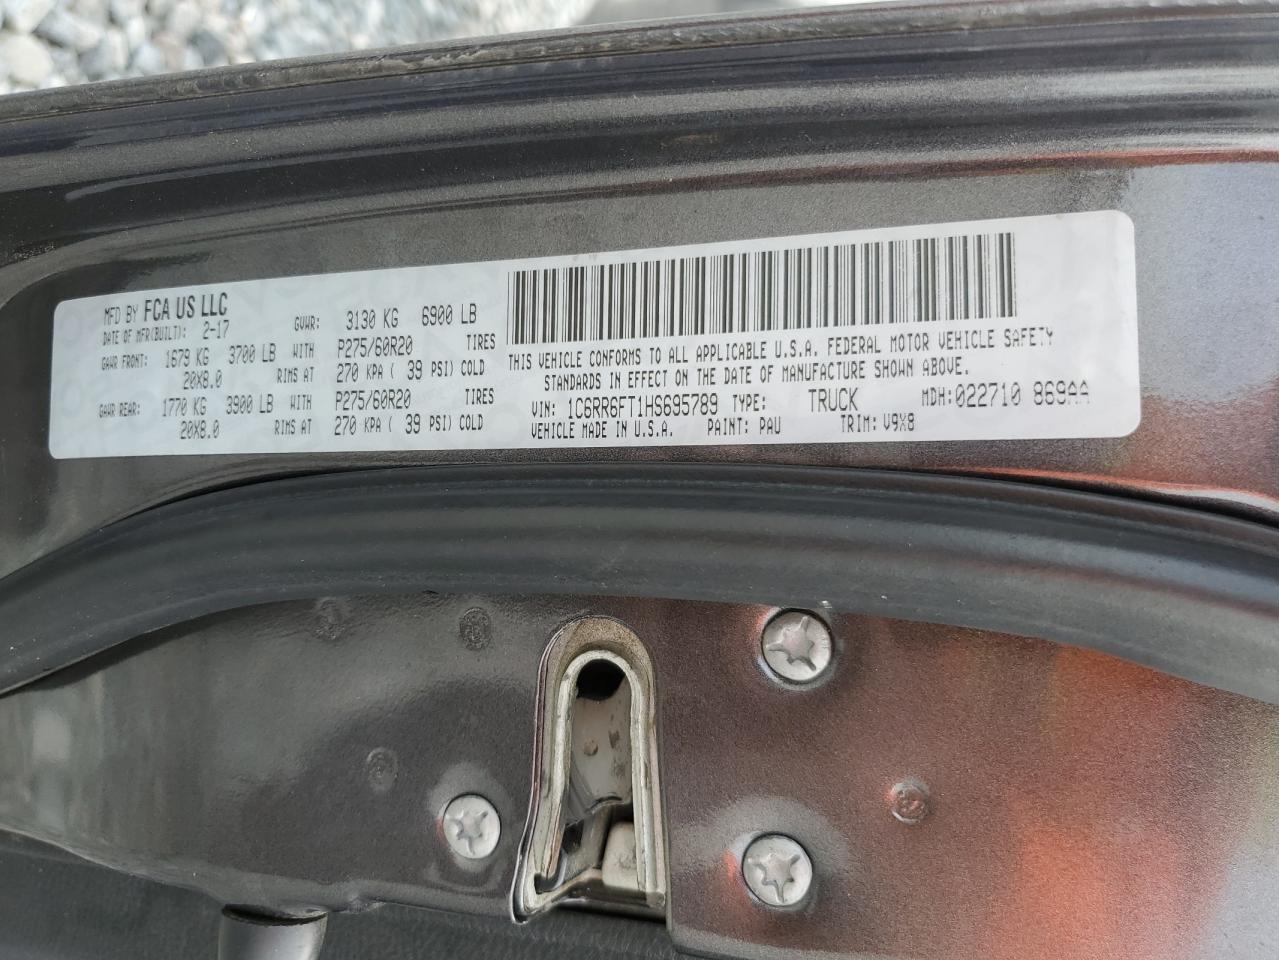 MFD BY FCA US LLC
DATE OF MFR(BUILT): 2-17 GVWR: 3130 KG 6900 LB
GAWR FRONT: 1679 KG 3700 LB WITH P275/60R20 TIRES
20X8.0 RIMS AT 270 KPA ( 39 PSI) COLD
GAWR REAR: 1770 KG 3900 LB WITH P275/60R20 TIRES
20X8.0 RIMS AT 270 KPA ( 39 PSI) COLD
THIS VEHICLE CONFORMS TO ALL APPLICABLE U.S.A. FEDERAL MOTOR VEHICLE SAFETY
STANDARDS IN EFFECT ON THE DATE OF MANUFACTURE SHOWN ABOVE.
VIN: 1C6RR6FT1HS695789 TYPE: TRUCK MDH:022710 869AA
VEHICLE MADE IN U.S.A. PAINT: PAU TRIM: V9X8